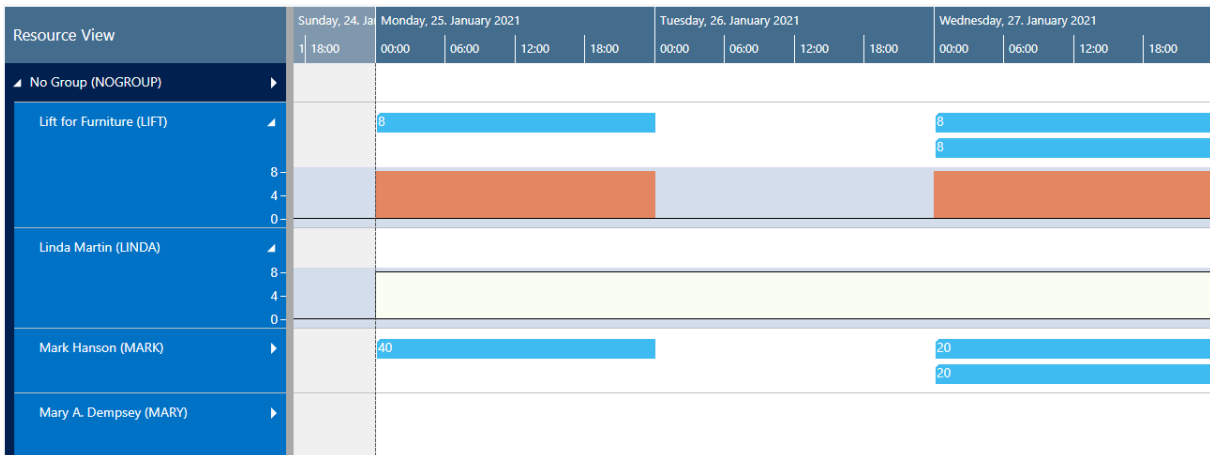 Resource View
Sunday, 24. Ja Monday, 25. January 2021 Tuesday, 26. January 2021 Wednesday, 27. January 2021
1 18:00 00:00 06:00 12:00 18:00 00:00 06:00 12:00 18:00 00:00 06:00 12:00 18:00
No Group (NOGROUP)
Lift for Furniture (LIFT) 8 8
8
8
4
0
Linda Martin (LINDA)
8
4
0
Mark Hanson (MARK) 40 20
20
Mary A. Dempsey (MARY)